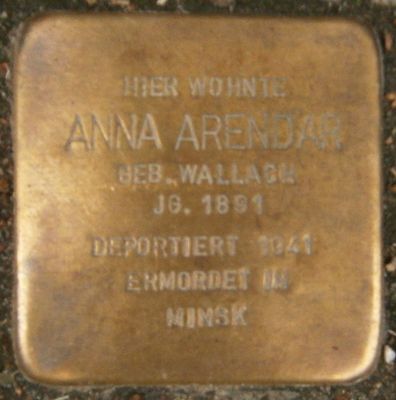 HIER WOHNTE
ANNA ARENDAR
GEB. WALLACH
JG. 1891
DEPORTIERT 1941
ERMORDET IN
MINSK